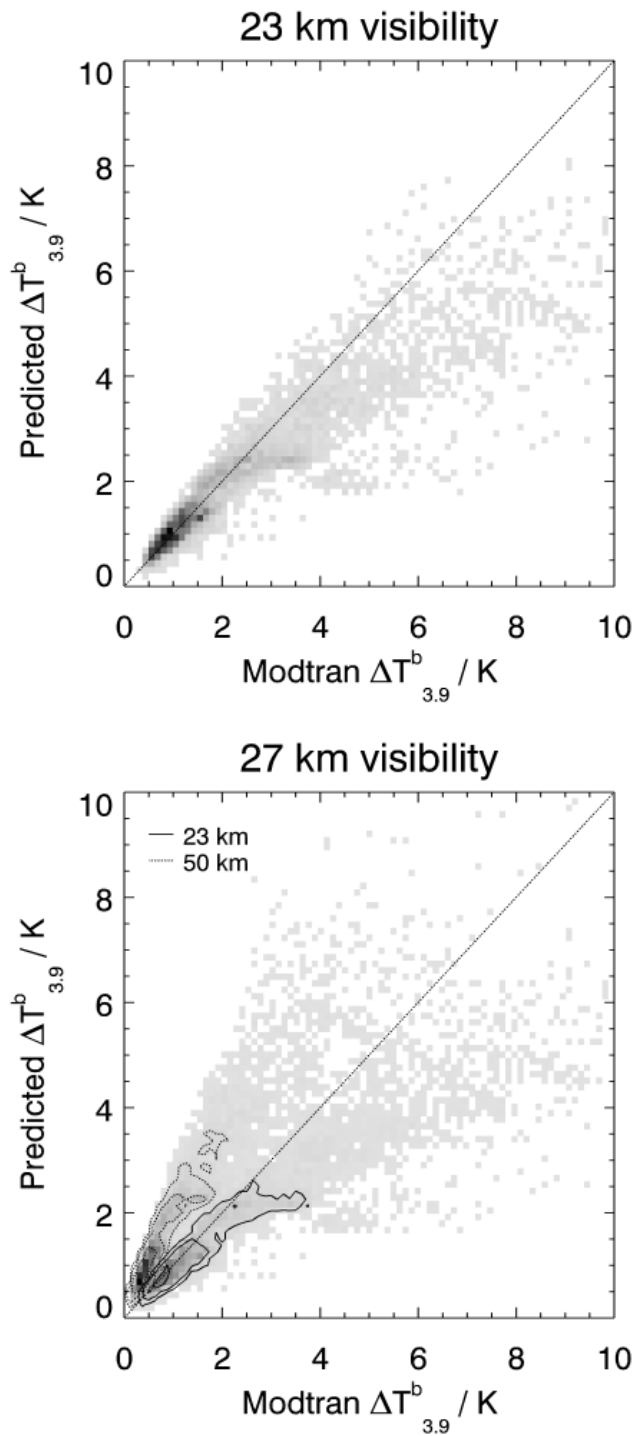 23 km visibility
10
8
6
4
2
0
Predicted ΔT^b_3.9 / K
0 2 4 6 8 10
Modtran ΔT^b_3.9 / K
27 km visibility
23 km
50 km
10
8
6
4
2
0
Predicted ΔT^b_3.9 / K
0 2 4 6 8 10
Modtran ΔT^b_3.9 / K